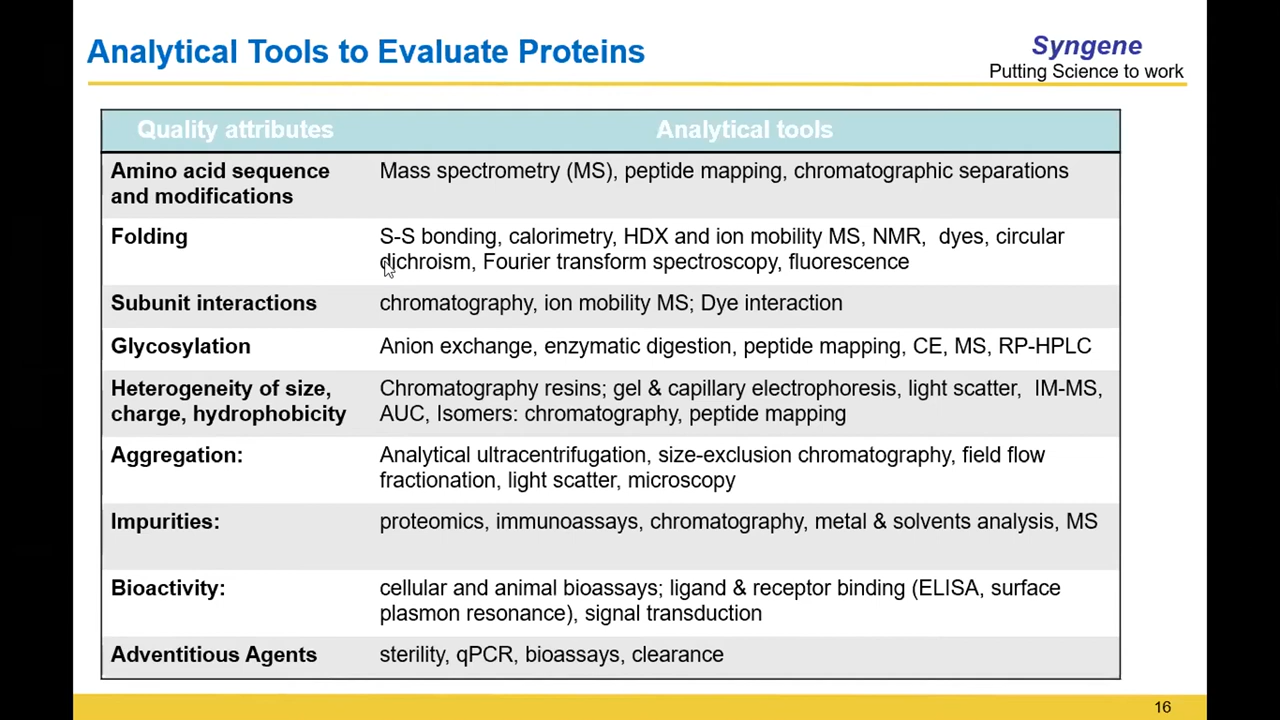 Analytical Tools to Evaluate Proteins
Syngene
Putting Science to work
Quality attributes Analytical tools
Amino acid sequence Mass spectrometry (MS), peptide mapping, chromatographic separations
and modifications
Folding S-S bonding, calorimetry, HDX and ion mobility MS, NMR, dyes, circular
dichroism, Fourier transform spectroscopy, fluorescence
Subunit interactions chromatography, ion mobility MS; Dye interaction
Glycosylation Anion exchange, enzymatic digestion, peptide mapping, CE, MS, RP-HPLC
Heterogeneity of size, Chromatography resins; gel & capillary electrophoresis, light scatter, IM-MS,
charge, hydrophobicity AUC, Isomers: chromatography, peptide mapping
Aggregation: Analytical ultracentrifugation, size-exclusion chromatography, field flow
fractionation, light scatter, microscopy
Impurities: proteomics, immunoassays, chromatography, metal & solvents analysis, MS
Bioactivity: cellular and animal bioassays; ligand & receptor binding (ELISA, surface
plasmon resonance), signal transduction
Adventitious Agents sterility, qPCR, bioassays, clearance
16